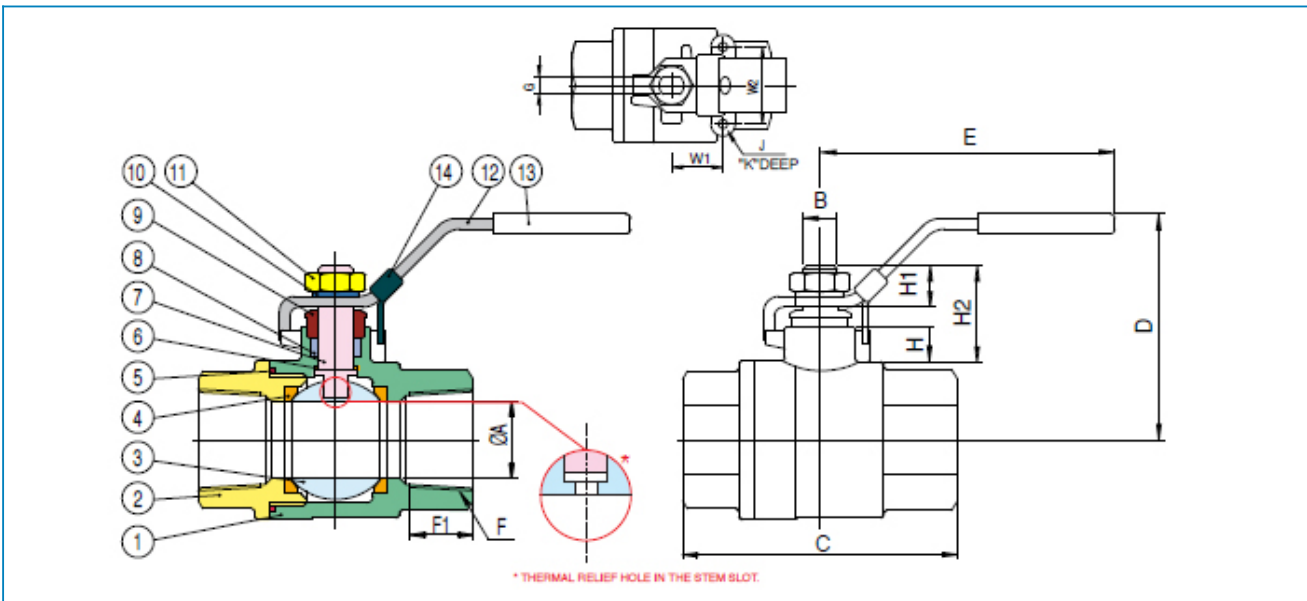 G
W2
W1
J
"K"DEEP
E
10
11
14
12
13
9
8
7
6
5
4
3
2
1
ØA
F1
F
*
B
H1
H2
H
D
C
* THERMAL RELIEF HOLE IN THE STEM SLOT.